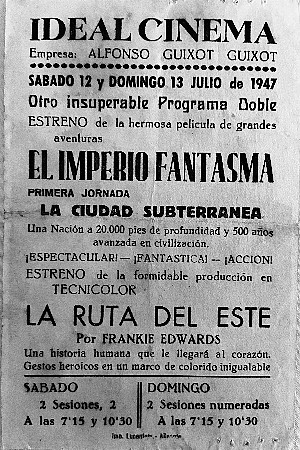 IDEAL CINEMA
Empresa: ALFONSO GUIXOT GUIXOT
SABADO 12 y DOMINGO 13 JULIO de 1947
Otro insuperable Programa Doble
ESTRENO de la hermosa película de grandes
aventuras
EL IMPERIO FANTASMA
PRIMERA JORNADA
LA CIUDAD SUBTERRANEA
Una Nación a 20.000 pies de profundidad y 500 años
avanzada en civilización.
¡ESPECTACULAR! — ¡FANTASTICA! — ¡ACCION!
ESTRENO de la formidable producción en
TECNICOLOR
LA RUTA DEL ESTE
Por FRANKIE EDWARDS
Una historia humana que le llegará al corazón.
Gestos heroicos en un marco de colorido inigualable
SABADO
2 Sesiones, 2
A las 7'15 y 10'30
DOMINGO
2 Sesiones numeradas
A las 7'15 y 10'30